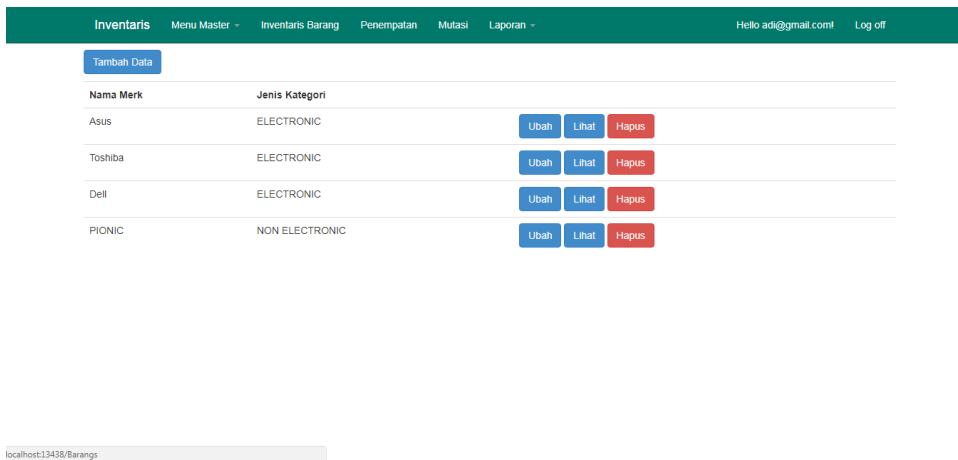 Inventaris Menu Master Inventaris Barang Penempatan Mutasi Laporan Hello adi@gmail.com! Log off
Tambah Data
Nama Merk Jenis Kategori
Asus ELECTRONIC Ubah Lihat Hapus
Toshiba ELECTRONIC Ubah Lihat Hapus
Dell ELECTRONIC Ubah Lihat Hapus
PIONIC NON ELECTRONIC Ubah Lihat Hapus
localhost:13438/Barangs